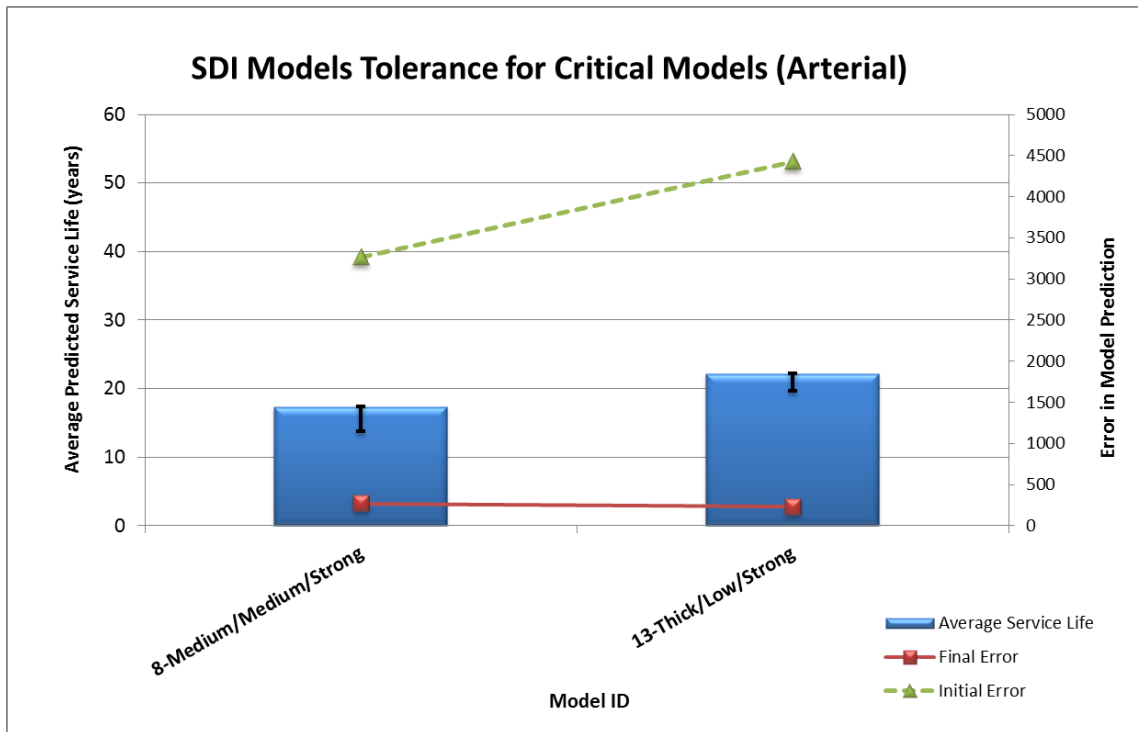 SDI Models Tolerance for Critical Models (Arterial)
Average Predicted Service Life (years)
60
50
40
30
20
10
0
5000
4500
4000
3500
3000
2500
2000
1500
1000
500
0
Error in Model Prediction
8-Medium/Medium/Strong
13-Thick/Low/Strong
Model ID
Average Service Life
Final Error
Initial Error